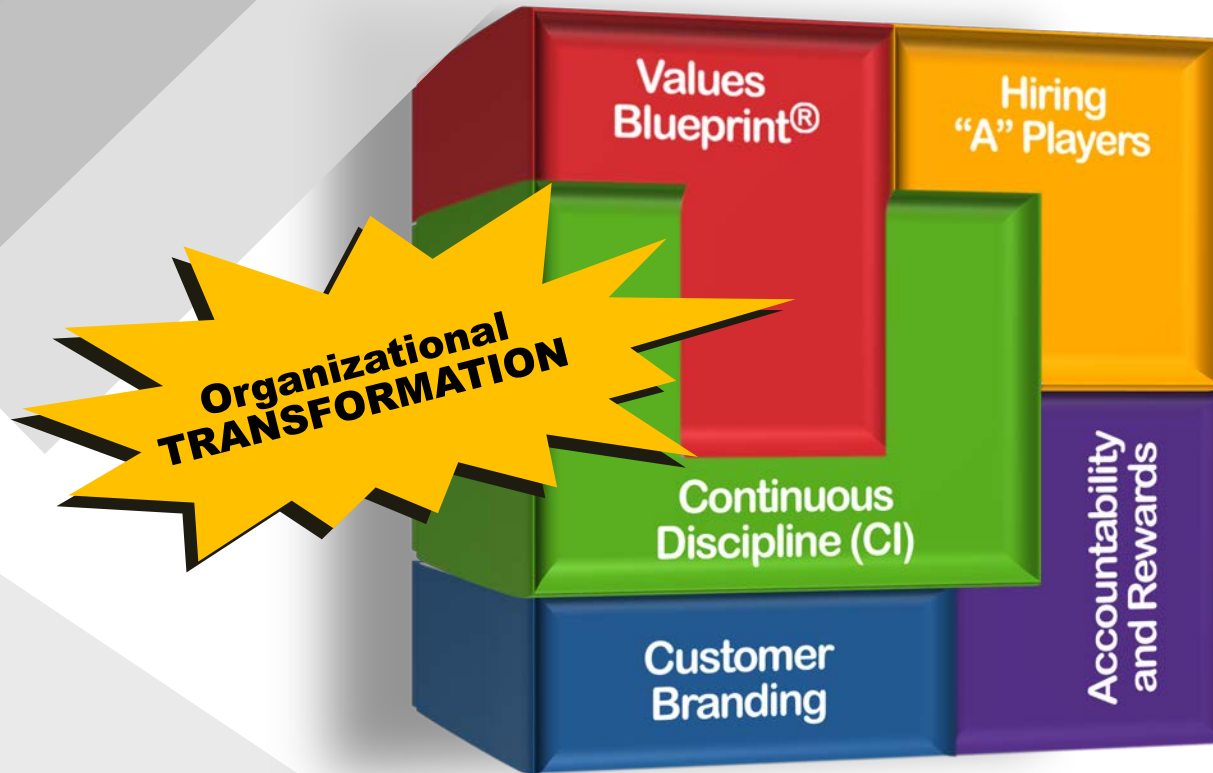 Values
Blueprint®
Hiring
“A” Players
Organizational
TRANSFORMATION
Continuous
Discipline (CI)
Accountability
and Rewards
Customer
Branding